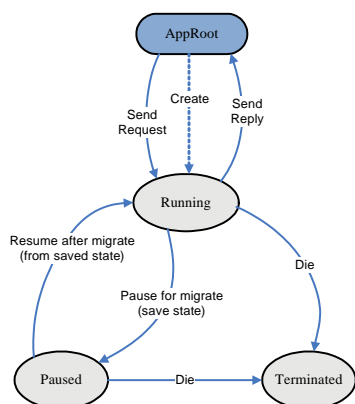 AppRoot
Create
Send
Request
Send
Reply
Running
Resume after migrate
(from saved state)
Die
Pause for migrate
(save state)
Paused
Die
Terminated